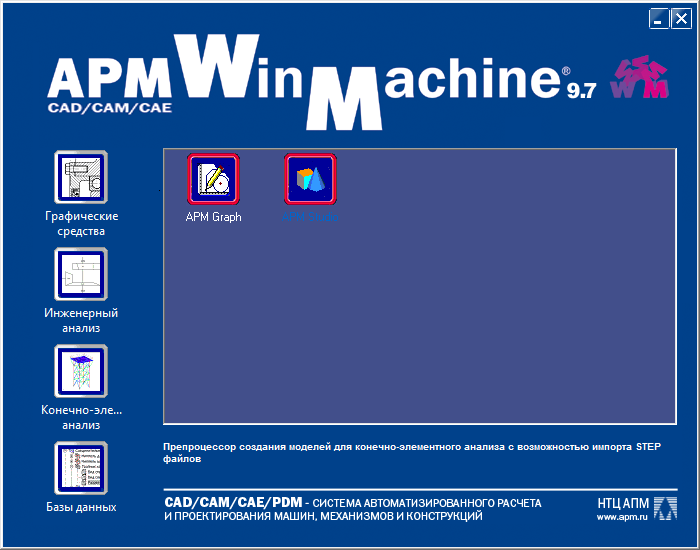 APM WinMachine® 9.7
CAD/CAM/CAE
WM
Графические
средства
Инженерный
анализ
Конечно-эле...
анализ
Базы данных
APM Graph
Препроцессор создания моделей для конечно-элементного анализа с возможностью импорта STEP
файлов
CAD/CAM/CAE/PDM - СИСТЕМА АВТОМАТИЗИРОВАННОГО РАСЧЕТА
И ПРОЕКТИРОВАНИЯ МАШИН, МЕХАНИЗМОВ И КОНСТРУКЦИЙ
НТЦ АПМ
www.apm.ru